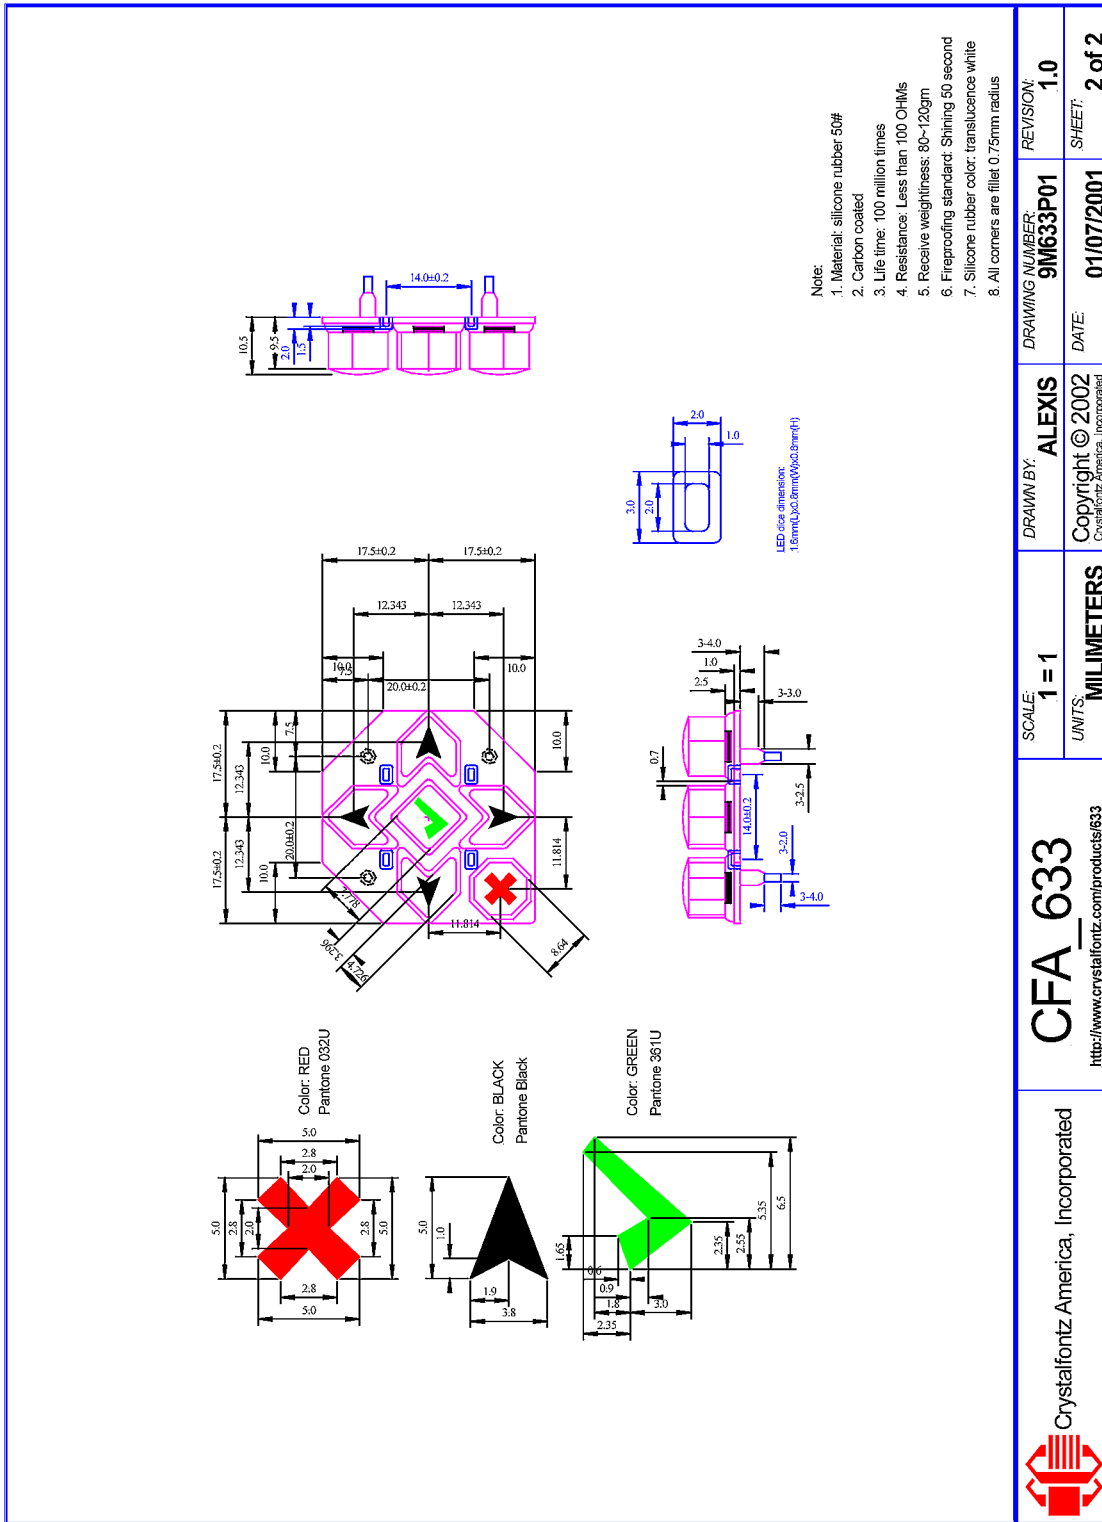 Note:
1. Material: silicone rubber 50#
2. Carbon coated
3. Life time: 100 million times
4. Resistance: Less than 100 OHMs
5. Receive weightiness: 80~120gm
6. Fireproofing standard: Shining 50 second
7. Silicone rubber color: translucence white
8. All corners are fillet 0.75mm radius
14.0±0.2
10.5
9.5
2.0
1.5
2.0
1.0
3.0
2.0
LED dice dimension:
1.6mm(L)x0.8mm(W)x0.8mm(H)
17.5±0.2
17.5±0.2
12.343
12.343
10.0
7.5
20.0±0.2
10.0
17.5±0.2
12.343
10.0
7.5
10.0
17.5±0.2
12.343
10.0
20.0±0.2
11.814
11.814
2.778
3.296
4.726
8.64
3-4.0
1.0
2.5
3-3.0
0.7
3-2.5
14.0±0.2
3-2.0
3-4.0
Color: RED
Pantone 032U
5.0
2.8
2.0
5.0
2.8
2.0
2.8
5.0
2.8
5.0
Color: BLACK
Pantone Black
5.0
1.0
1.9
3.8
Color: GREEN
Pantone 361U
1.65
0.6
0.9
1.8
3.0
2.35
2.35
2.55
5.35
6.5
Crystalfontz America, Incorporated
CFA_633
http://www.crystalfontz.com/products/633
SCALE:
1 = 1
UNITS:
MILIMETERS
DRAWN BY:
ALEXIS
Copyright © 2002
Crystalfontz America, Incorporated
DRAWING NUMBER:
9M633P01
DATE:
01/07/2001
REVISION:
1.0
SHEET:
2 of 2